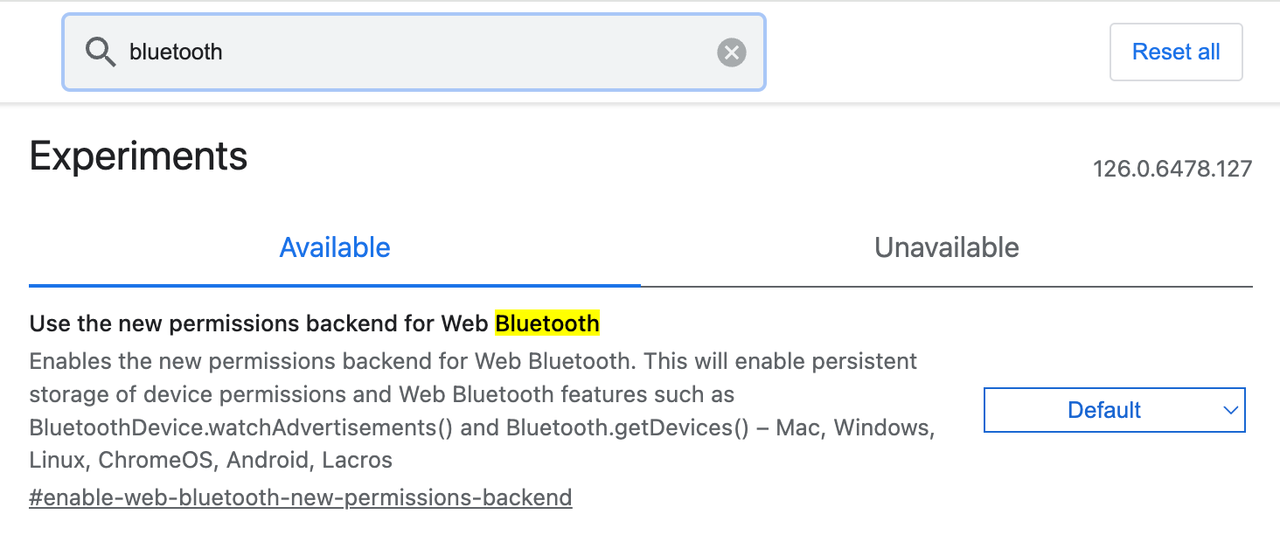 bluetooth
Reset all
Experiments
126.0.6478.127
Available
Unavailable
Use the new permissions backend for Web Bluetooth
Enables the new permissions backend for Web Bluetooth. This will enable persistent
storage of device permissions and Web Bluetooth features such as
BluetoothDevice.watchAdvertisements() and Bluetooth.getDevices() – Mac, Windows,
Linux, ChromeOS, Android, Lacros
#enable-web-bluetooth-new-permissions-backend
Default